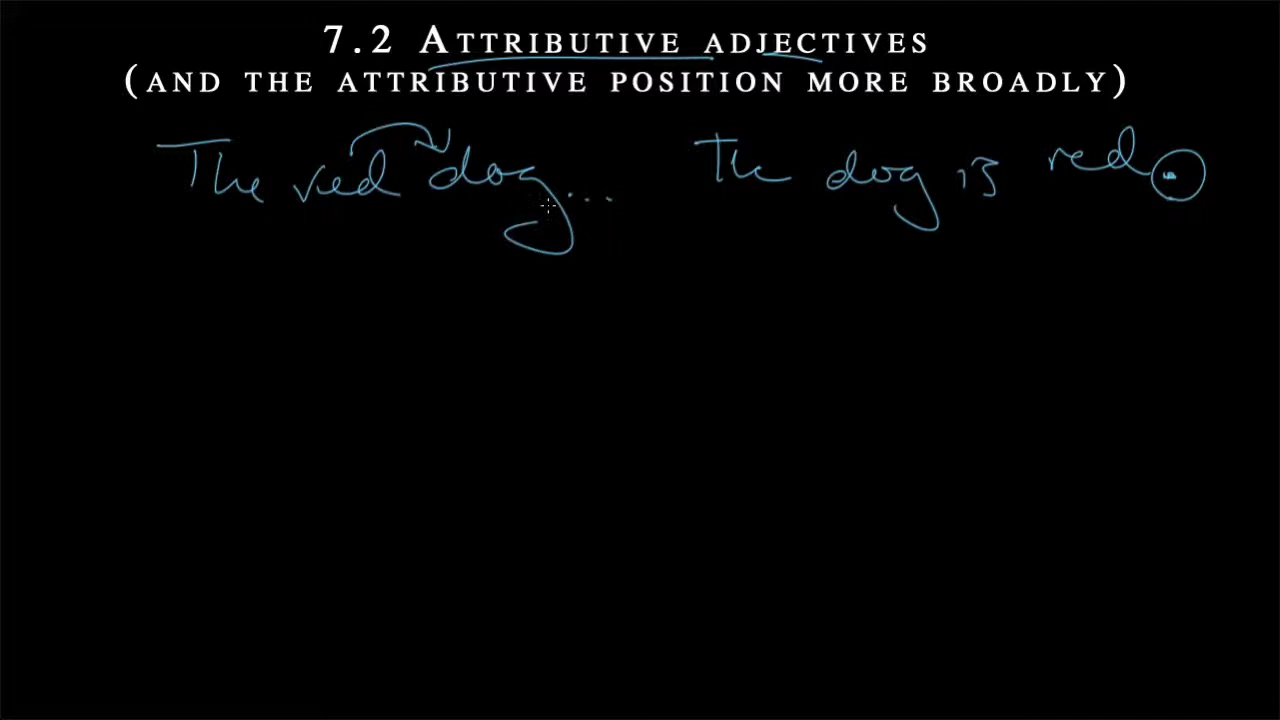 7.2 ATTRIBUTIVE ADJECTIVES
(AND THE ATTRIBUTIVE POSITION MORE BROADLY)
The red dog... The dog is red.